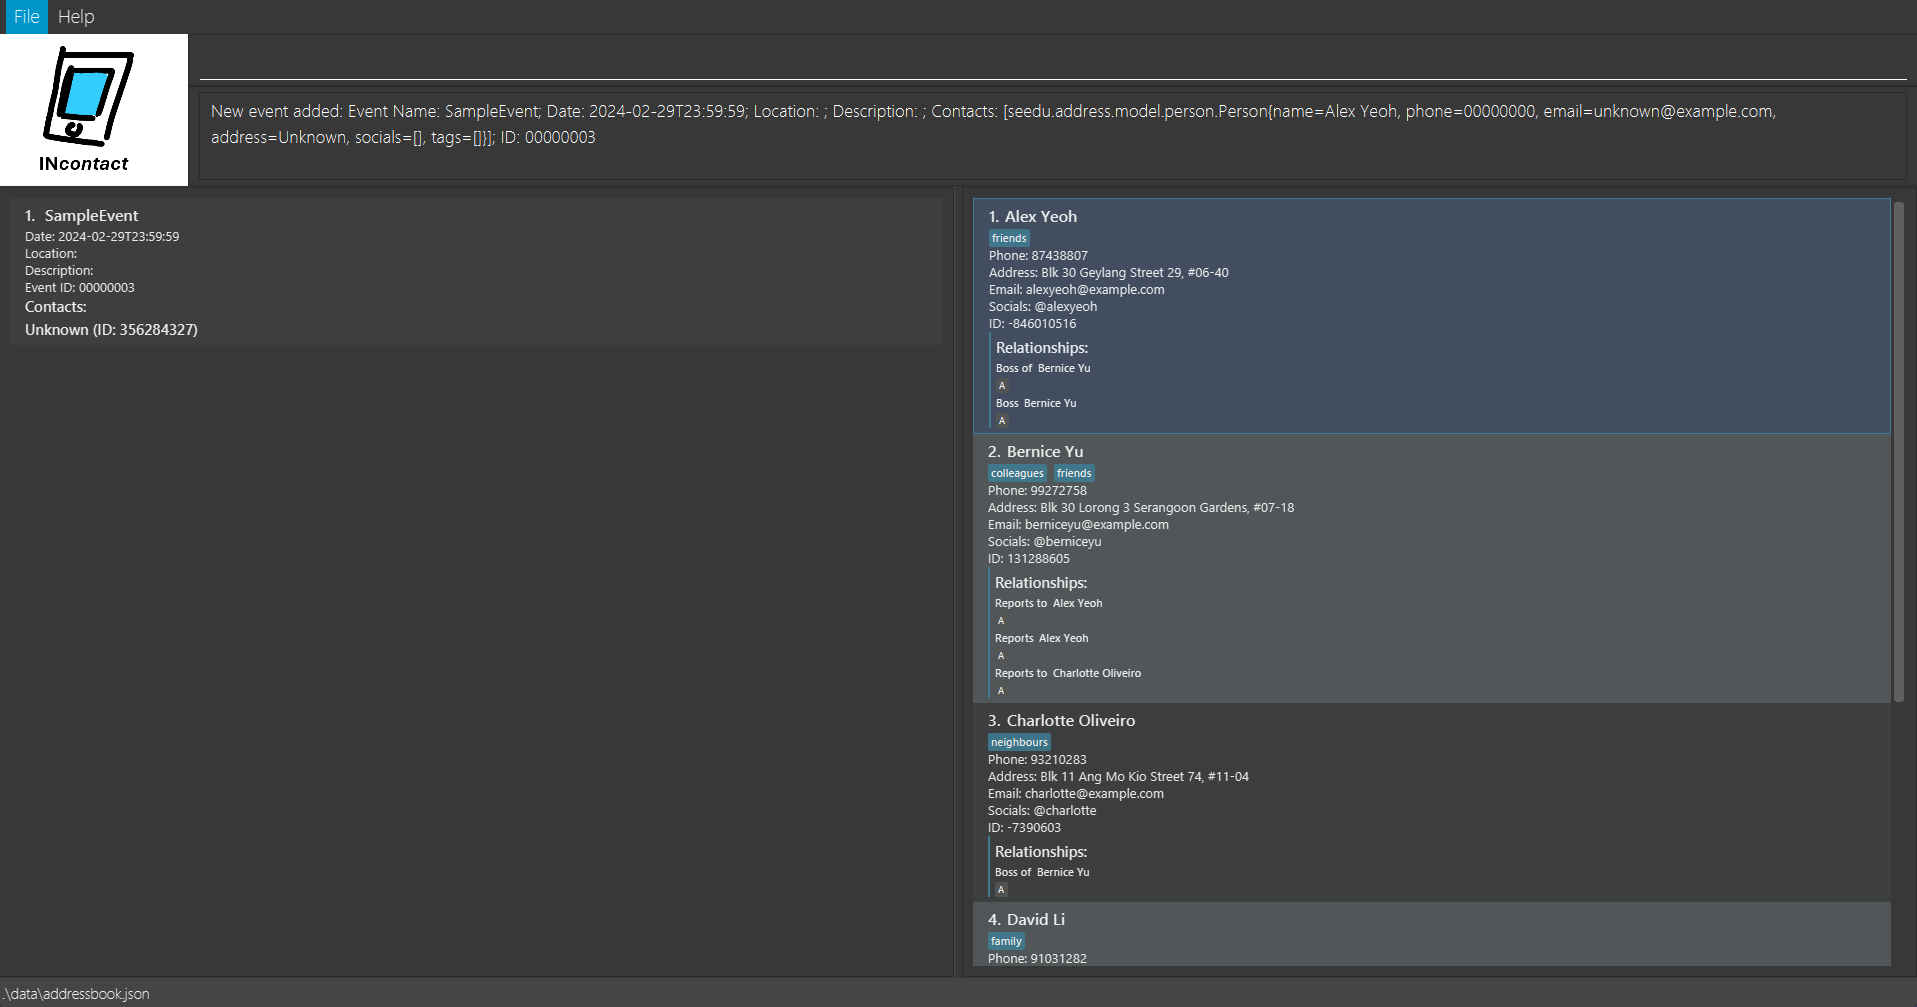 File Help
INcontact
New event added: Event Name: SampleEvent; Date: 2024-02-29T23:59:59; Location: ; Description: ; Contacts: [seedu.address.model.person.Person{name=Alex Yeoh, phone=00000000, email=unknown@example.com,
address=Unknown, socials=[], tags=[]}]; ID: 00000003
1. SampleEvent
Date: 2024-02-29T23:59:59
Location:
Description:
Event ID: 00000003
Contacts:
Unknown (ID: 356284327)
1. Alex Yeoh
friends
Phone: 87438807
Address: Blk 30 Geylang Street 29, #06-40
Email: alexyeoh@example.com
Socials: @alexyeoh
ID: -846010516
Relationships:
Boss of Bernice Yu
A
Boss Bernice Yu
A
2. Bernice Yu
colleagues friends
Phone: 99272758
Address: Blk 30 Lorong 3 Serangoon Gardens, #07-18
Email: berniceyu@example.com
Socials: @berniceyu
ID: 131288605
Relationships:
Reports to Alex Yeoh
A
Reports Alex Yeoh
A
Reports to Charlotte Oliveiro
A
3. Charlotte Oliveiro
neighbours
Phone: 93210283
Address: Blk 11 Ang Mo Kio Street 74, #11-04
Email: charlotte@example.com
Socials: @charlotte
ID: -7390603
Relationships:
Boss of Bernice Yu
A
4. David Li
family
Phone: 91031282
.\data\addressbook.json